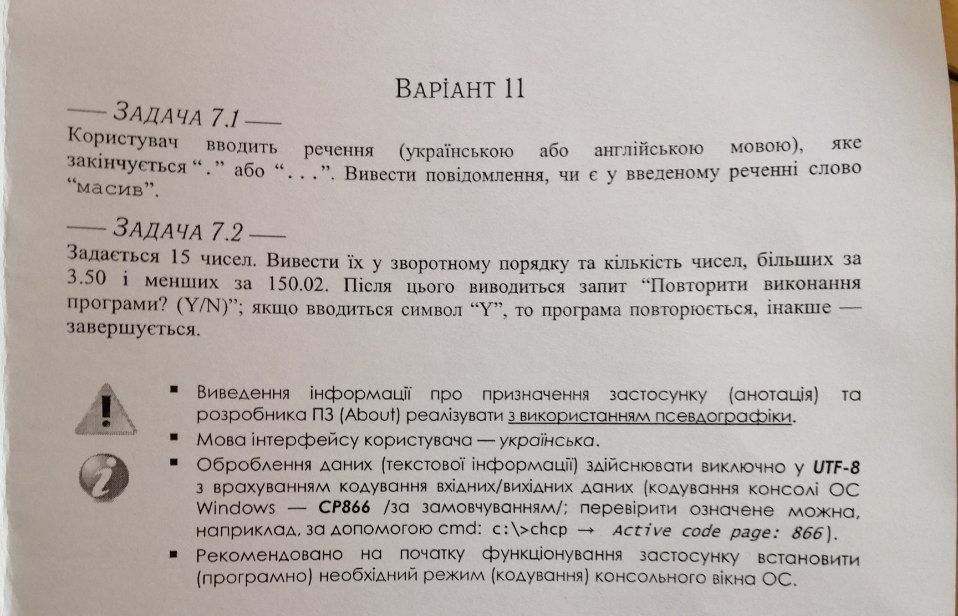 ВАРІАНТ 11
— ЗАДАЧА 7.1 —
Користувач вводить речення (українською або англійською мовою), яке
закінчується “.” або “...”. Вивести повідомлення, чи є у введеному реченні слово
“масив”.
— ЗАДАЧА 7.2 —
Задається 15 чисел. Вивести їх у зворотному порядку та кількість чисел, більших за
3.50 і менших за 150.02. Після цього виводиться запит “Повторити виконання
програми? (Y/N)”; якщо вводиться символ “Y”, то програма повторюється, інакше —
завершується.
▪ Виведення інформації про призначення застосунку (анотація) та
розробника ПЗ (About) реалізувати з використанням псевдографіки.
▪ Мова інтерфейсу користувача — українська.
▪ Оброблення даних (текстової інформації) здійснювати виключно у UTF-8
з врахуванням кодування вхідних/вихідних даних (кодування консолі ОС
Windows — CP866 /за замовчуванням/; перевірити означене можна,
наприклад, за допомогою cmd: c:\>chcp → Active code page: 866).
▪ Рекомендовано на початку функціонування застосунку встановити
(програмно) необхідний режим (кодування) консольного вікна ОС.